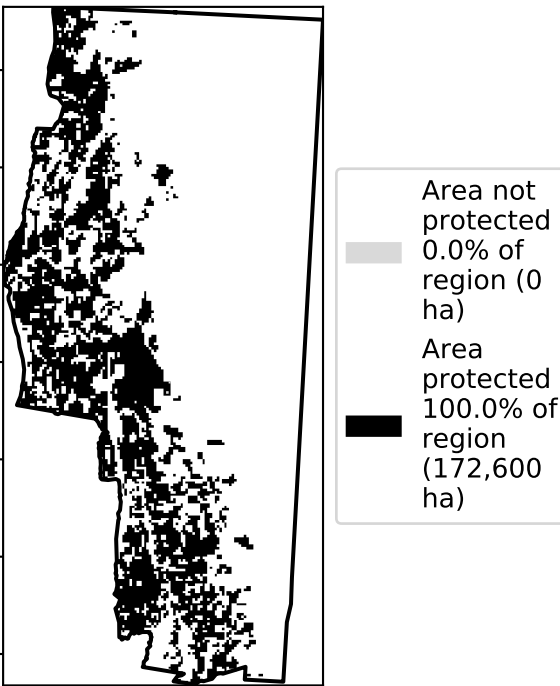 Area not
protected
0.0% of
region (0
ha)
Area
protected
100.0% of
region
(172,600
ha)